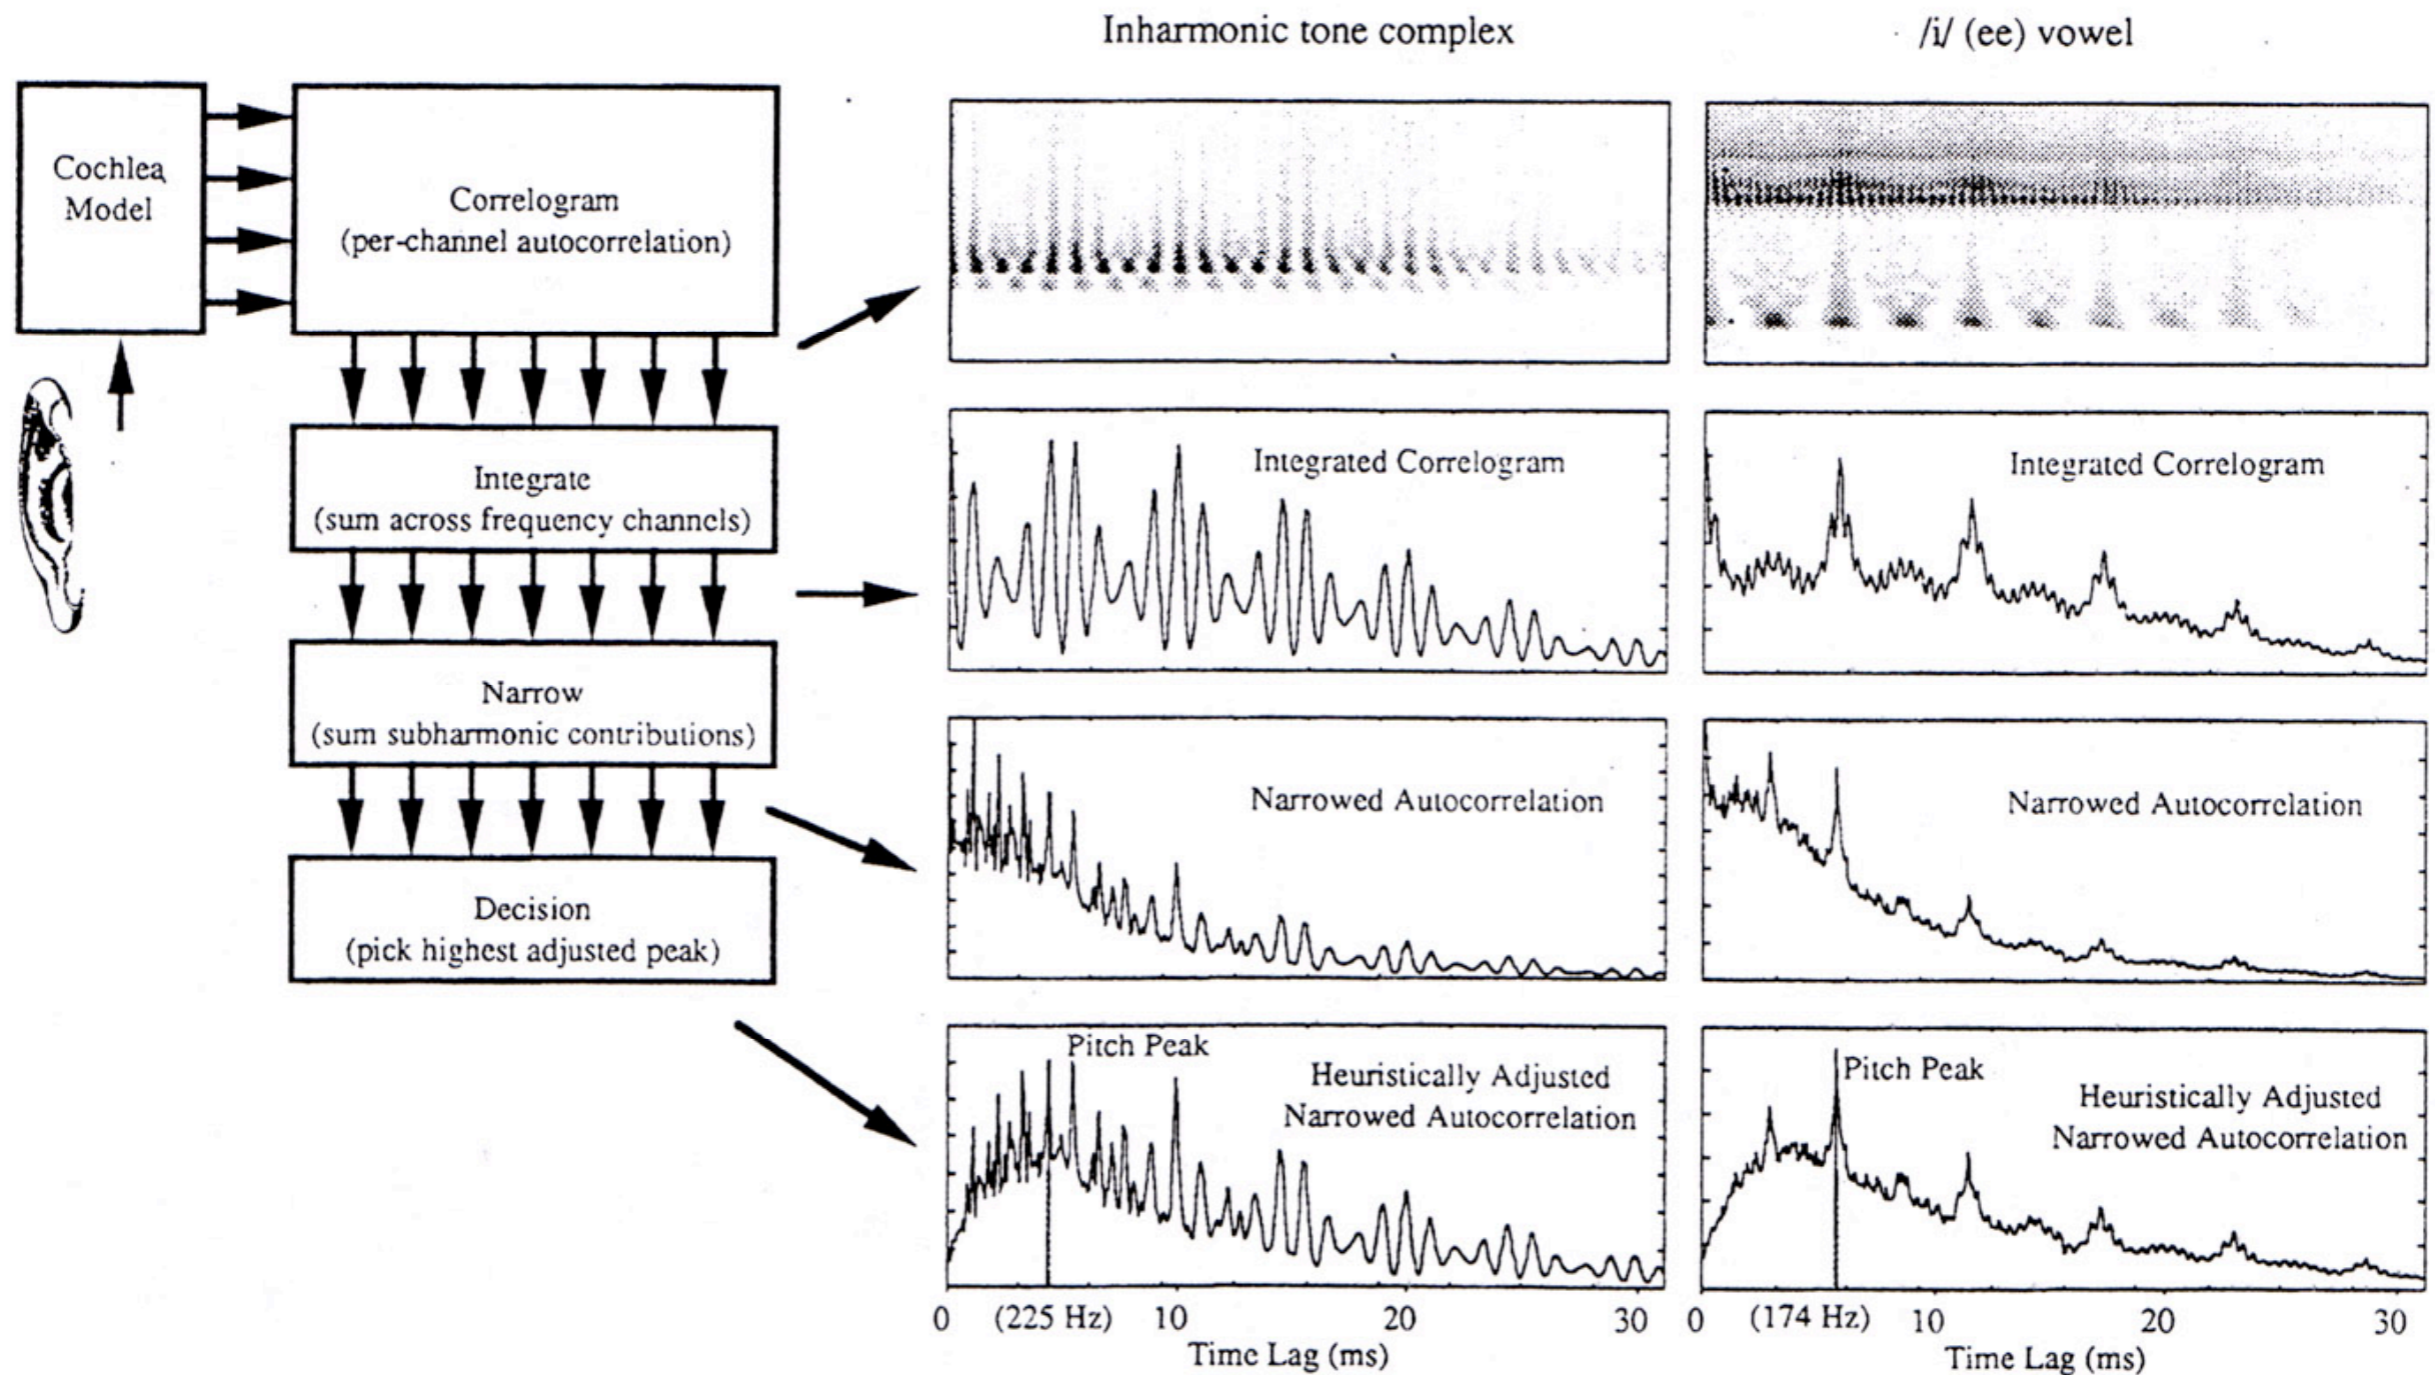 Inharmonic tone complex
/i/ (ee) vowel
Cochlea
Model
Correlogram
(per-channel autocorrelation)
Integrate
(sum across frequency channels)
Narrow
(sum subharmonic contributions)
Decision
(pick highest adjusted peak)
Integrated Correlogram
Integrated Correlogram
Narrowed Autocorrelation
Narrowed Autocorrelation
Pitch Peak
Heuristically Adjusted
Narrowed Autocorrelation
0 (225 Hz) 10 20 30
Time Lag (ms)
Pitch Peak
Heuristically Adjusted
Narrowed Autocorrelation
0 (174 Hz) 10 20 30
Time Lag (ms)